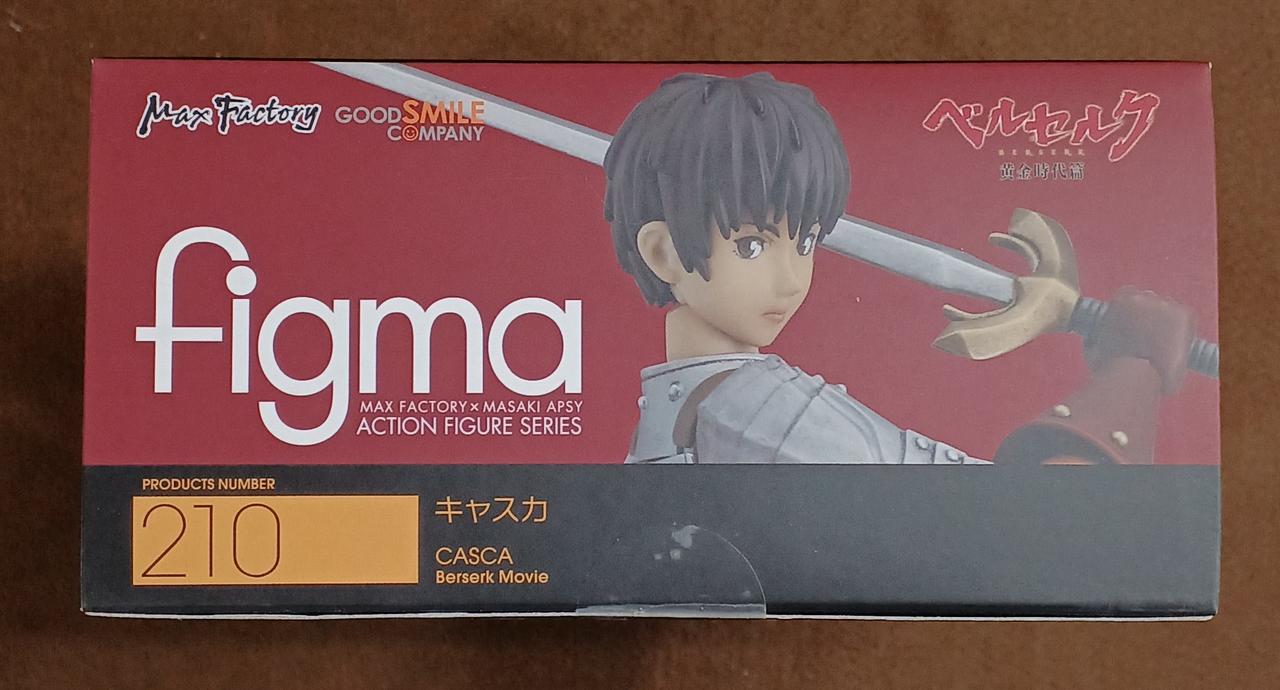 Max Factory
GOOD SMILE
COMPANY
ベルセルク
BERSERK
黄金時代篇
figma
MAX FACTORY × MASAKI APSY
ACTION FIGURE SERIES
PRODUCTS NUMBER
210
キャスカ
CASCA
Berserk Movie